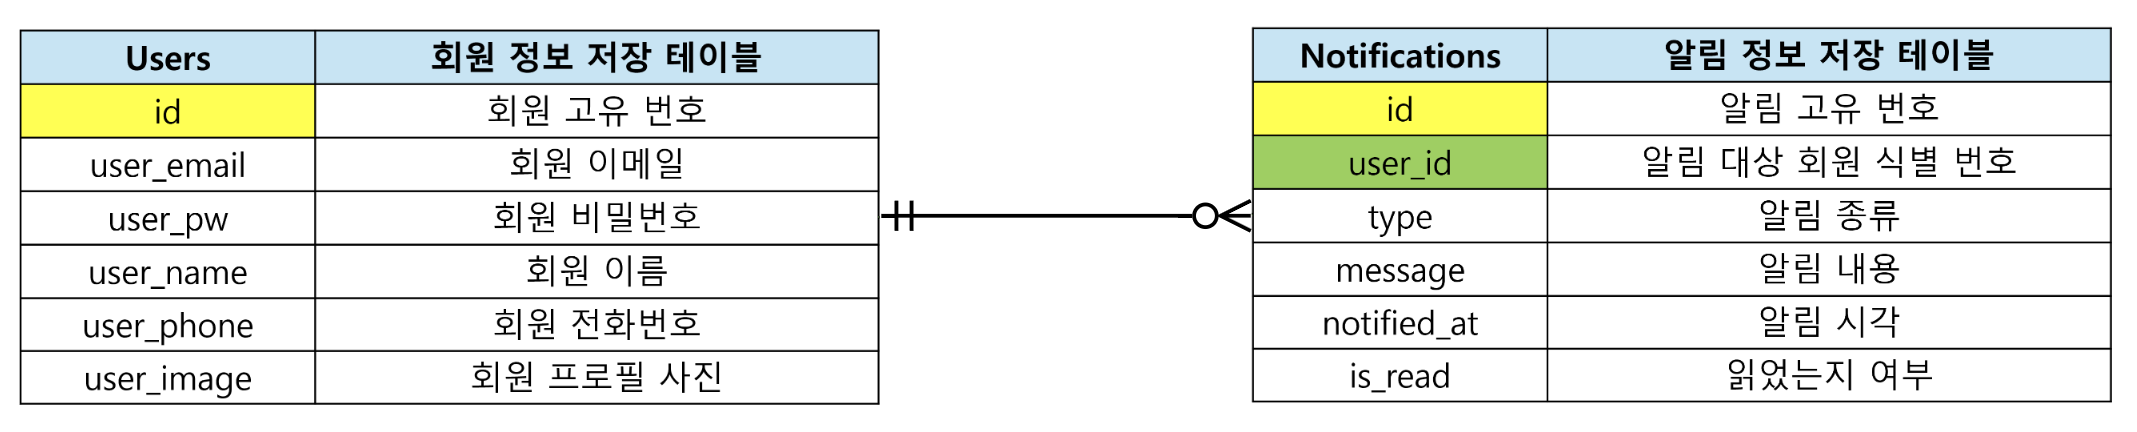 Users 회원 정보 저장 테이블
id 회원 고유 번호
user_email 회원 이메일
user_pw 회원 비밀번호
user_name 회원 이름
user_phone 회원 전화번호
user_image 회원 프로필 사진
Notifications 알림 정보 저장 테이블
id 알림 고유 번호
user_id 알림 대상 회원 식별 번호
type 알림 종류
message 알림 내용
notified_at 알림 시각
is_read 읽었는지 여부